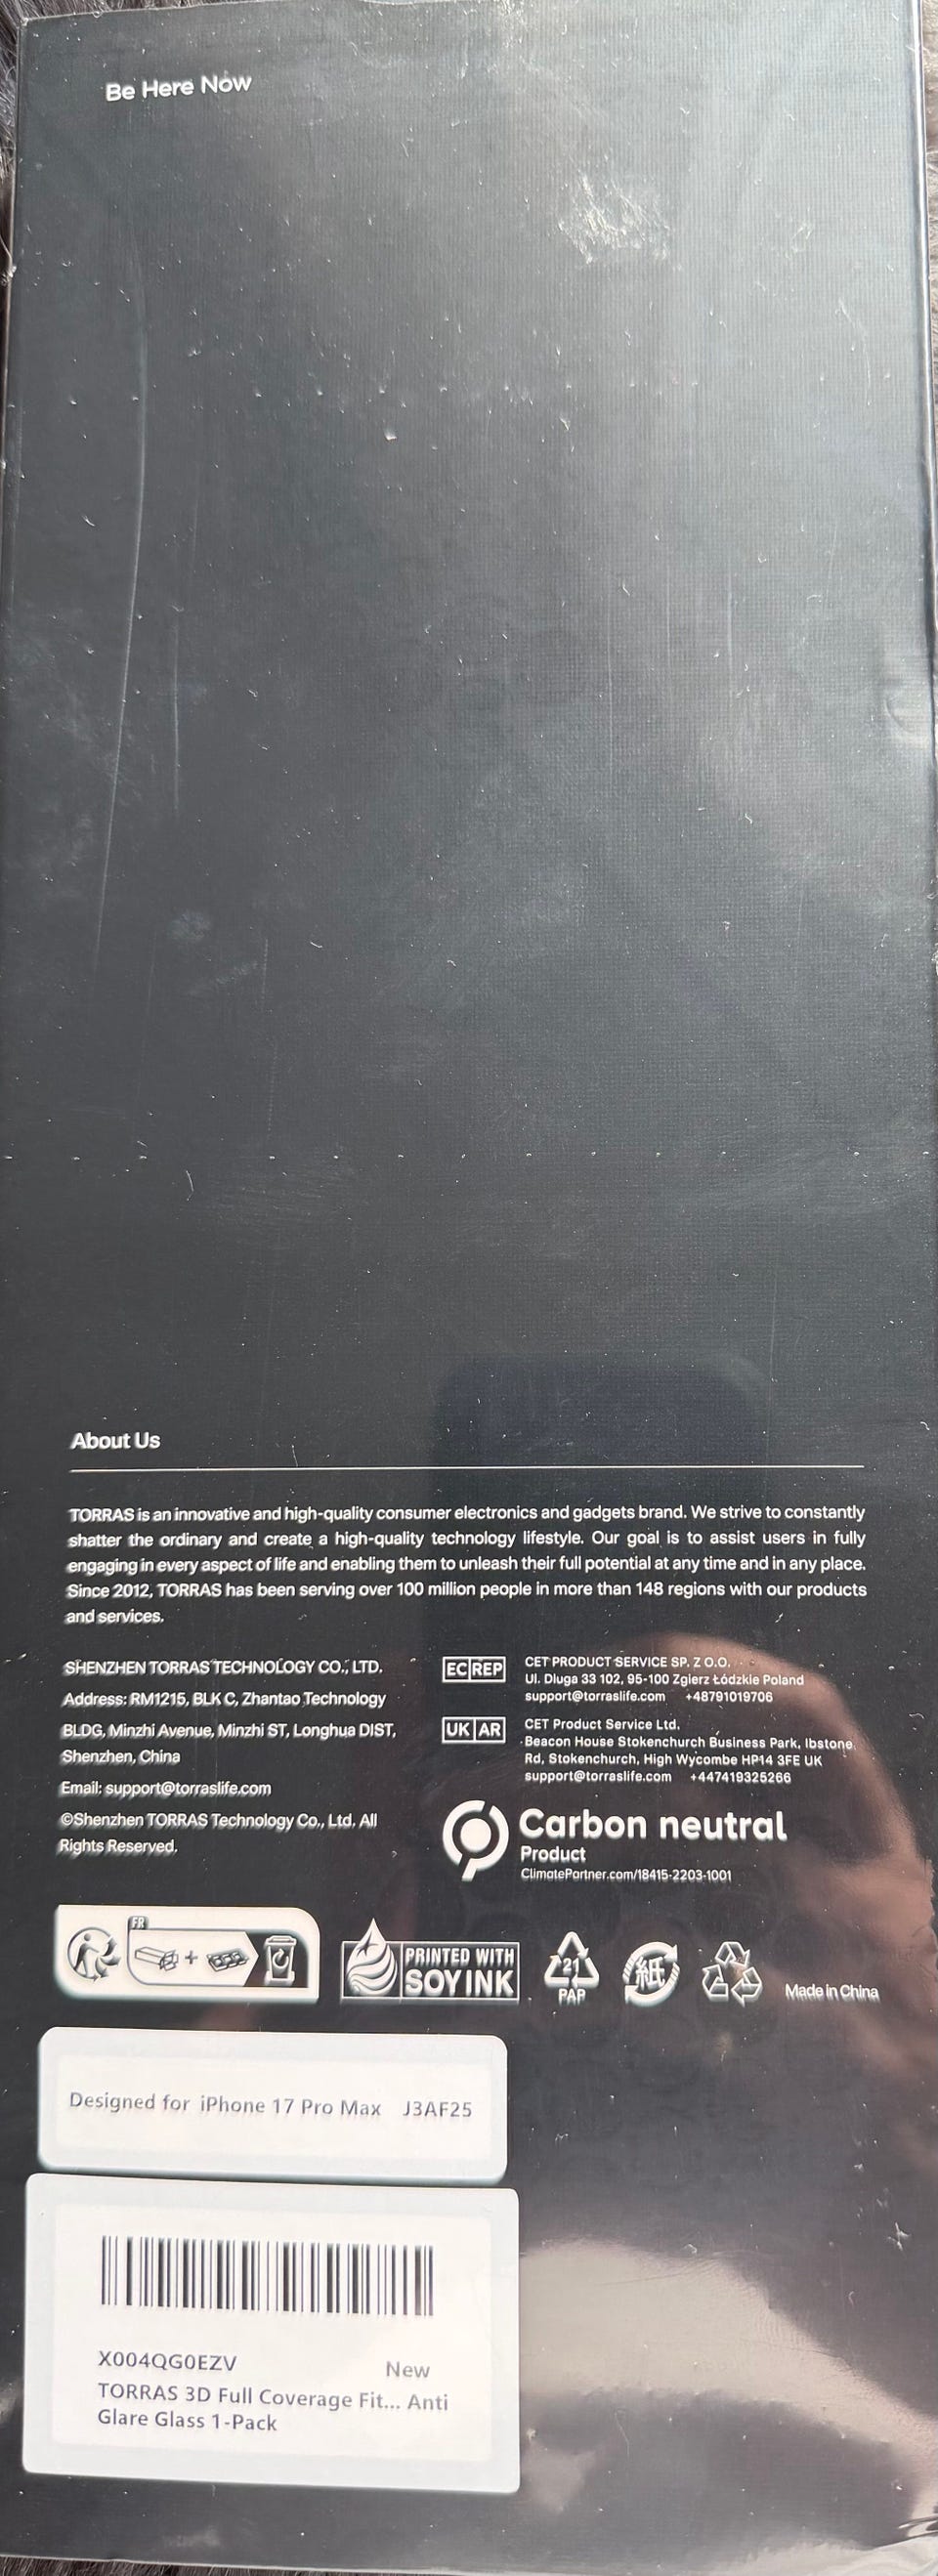 Be Here Now
About Us
TORRAS is an innovative and high-quality consumer electronics and gadgets brand. We strive to constantly
shatter the ordinary and create a high-quality technology lifestyle. Our goal is to assist users in fully
engaging in every aspect of life and enabling them to unleash their full potential at any time and in any place.
Since 2012, TORRAS has been serving over 100 million people in more than 148 regions with our products
and services.
SHENZHEN TORRAS TECHNOLOGY CO., LTD.
Address: RM1215, BLK C, Zhantao Technology
BLDG, Minzhi Avenue, Minzhi ST, Longhua DIST,
Shenzhen, China
Email: support@torraslife.com
©Shenzhen TORRAS Technology Co., Ltd. All
Rights Reserved.
EC REP
CET PRODUCT SERVICE SP. Z O.O.
Ul. Dluga 33 102, 95-100 Zgierz Łódzkie Poland
support@torraslife.com +48791019706
UK AR
CET Product Service Ltd.
Beacon House Stokenchurch Business Park, Ibstone
Rd, Stokenchurch, High Wycombe HP14 3FE UK
support@torraslife.com +447419325266
Carbon neutral
Product
ClimatePartner.com/18415-2203-1001
FR
+
PRINTED WITH
SOY INK
21
PAP
紙
Made in China
Designed for iPhone 17 Pro Max J3AF25
X004QG0EZV New
TORRAS 3D Full Coverage Fit... Anti
Glare Glass 1-Pack